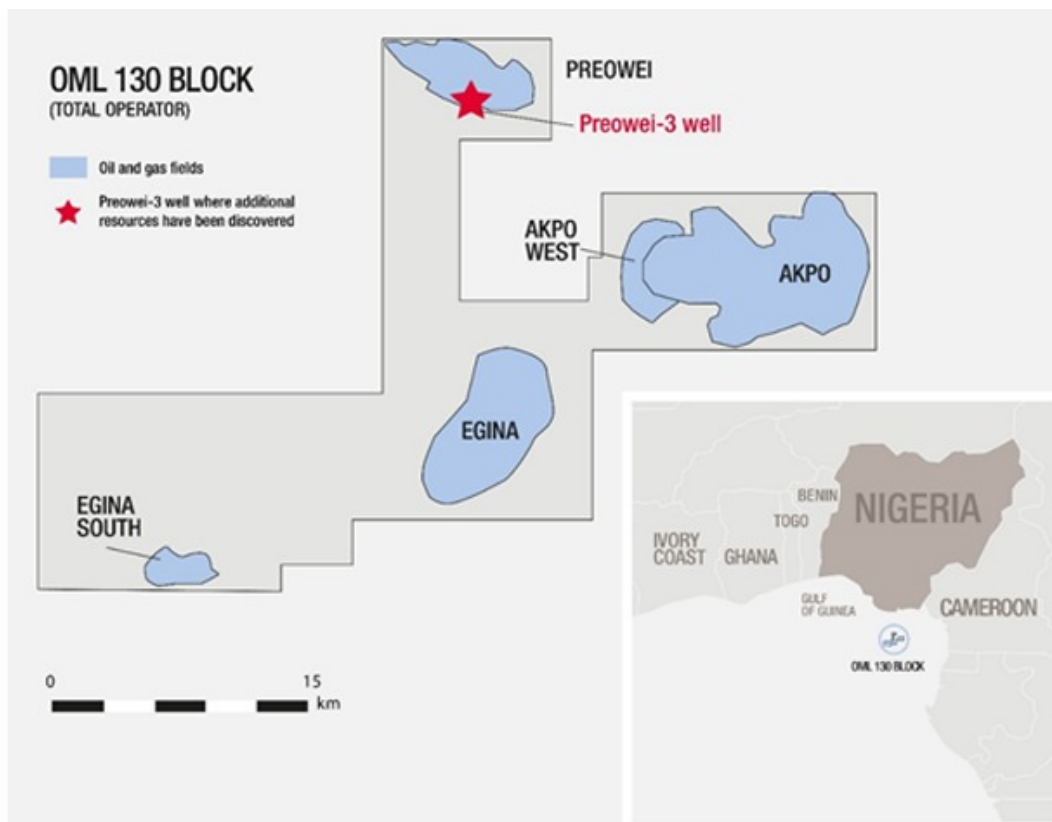 OML 130 BLOCK
(TOTAL OPERATOR)
Oil and gas fields
Preowei-3 well where additional
resources have been discovered
PREOWEI
Preowei-3 well
AKPO
WEST
AKPO
EGINA
EGINA
SOUTH
0
15
km
NIGERIA
BENIN
TOGO
IVORY
COAST
GHANA
GULF
OF GUINEA
CAMEROON
OML 130 BLOCK